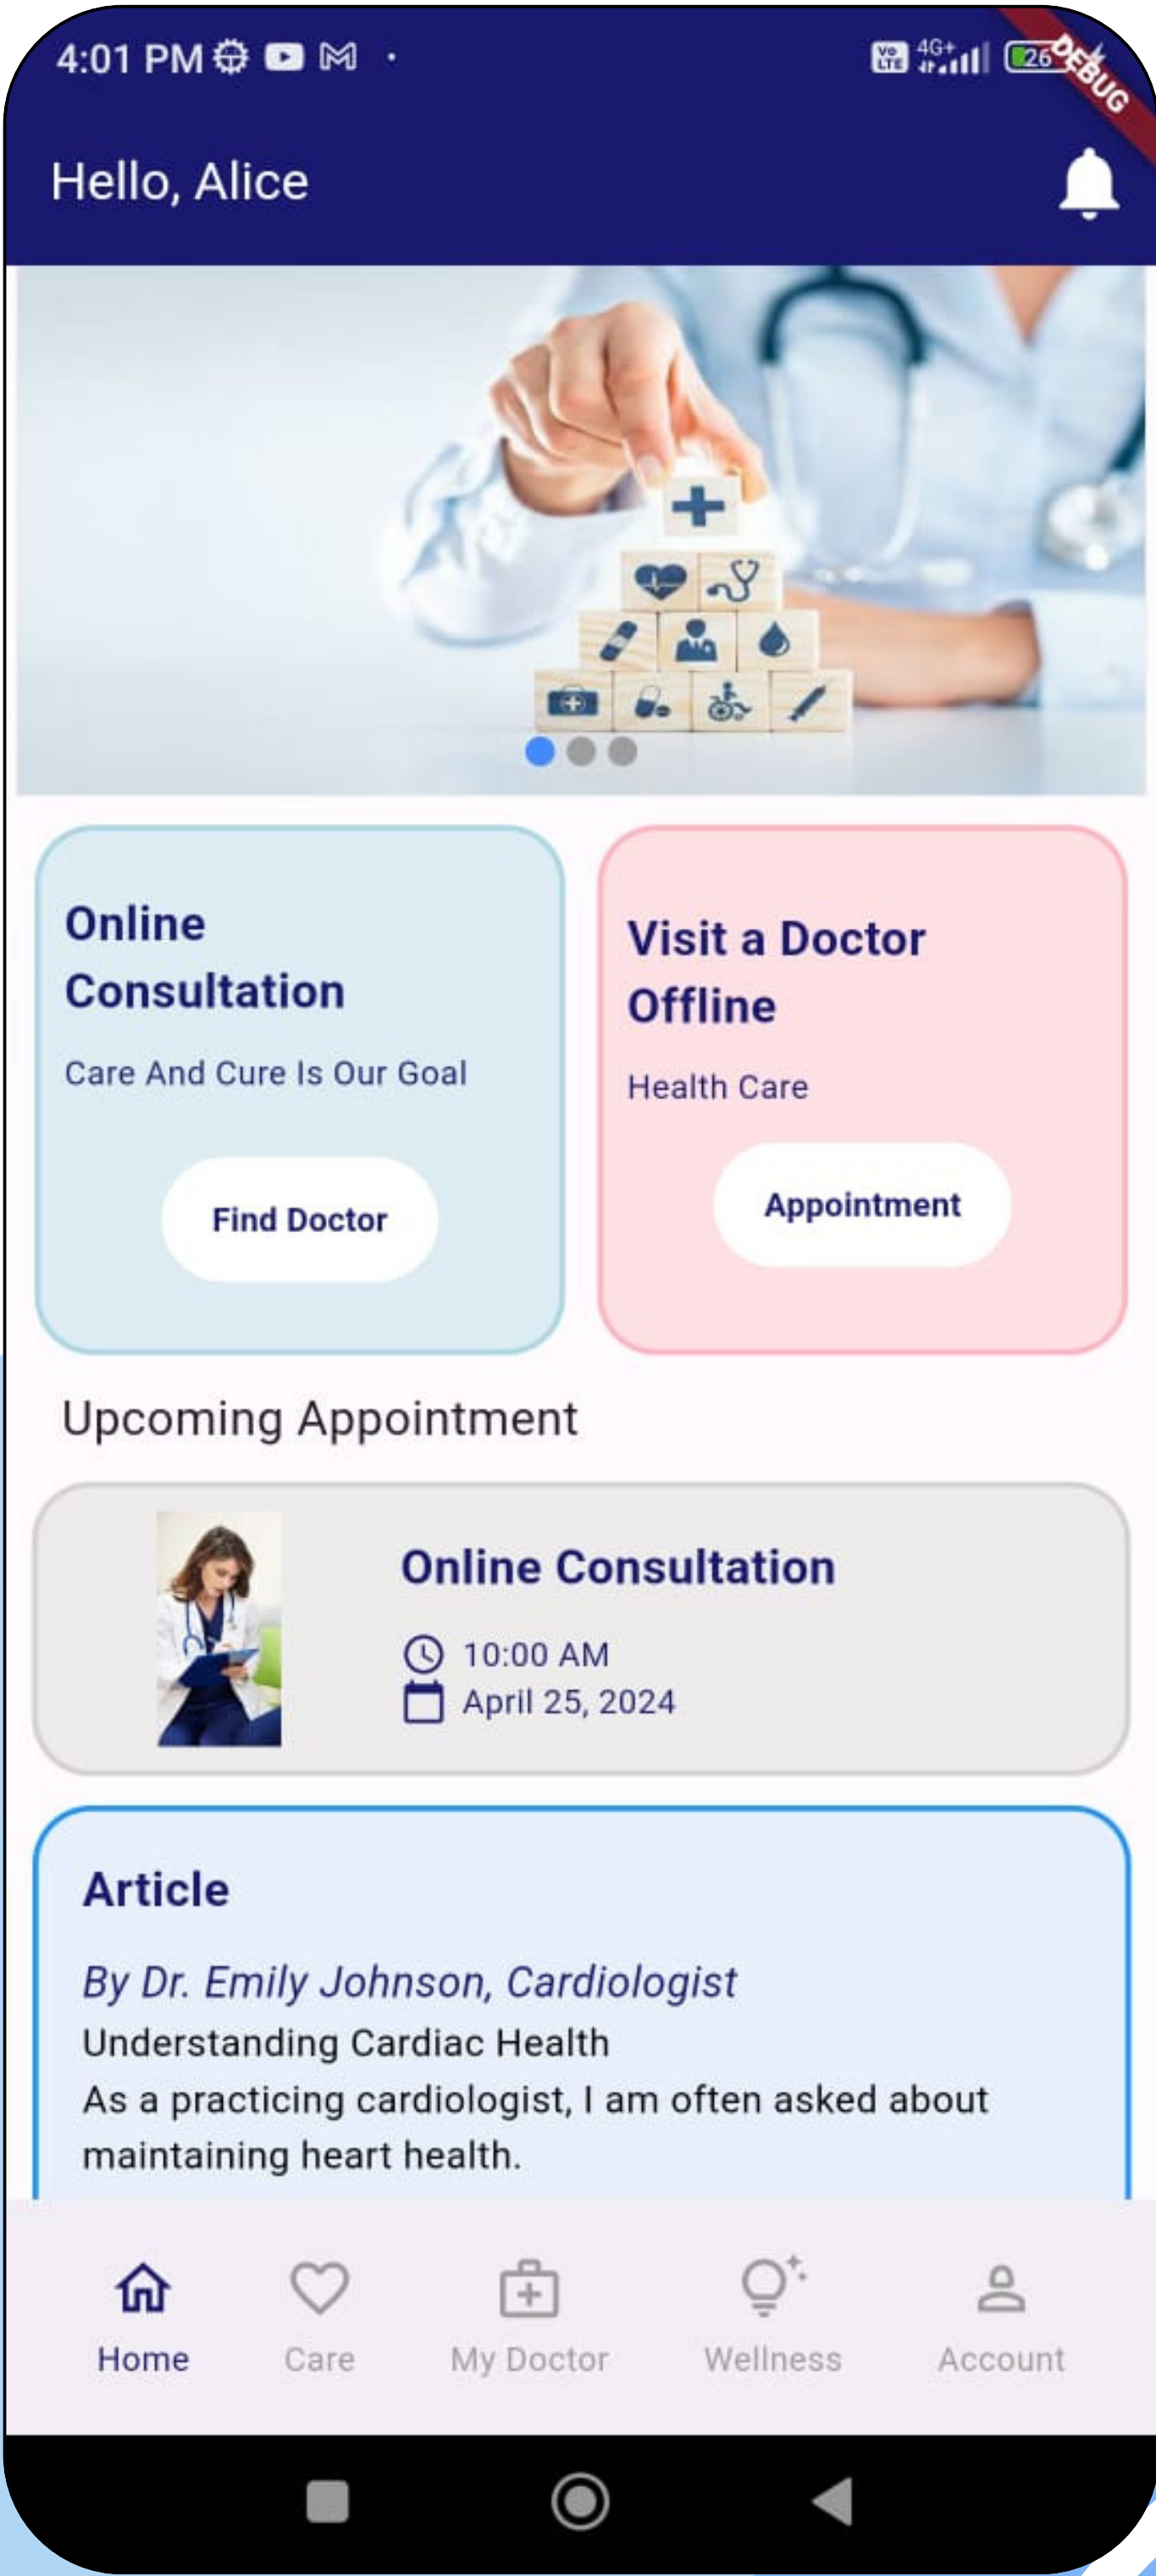 4:01 PM
Vo LTE
4G+
26
DEBUG
Hello, Alice
Online
Consultation
Care And Cure Is Our Goal
Find Doctor
Visit a Doctor
Offline
Health Care
Appointment
Upcoming Appointment
Online Consultation
10:00 AM
April 25, 2024
Article
By Dr. Emily Johnson, Cardiologist
Understanding Cardiac Health
As a practicing cardiologist, I am often asked about
maintaining heart health.
Home
Care
My Doctor
Wellness
Account